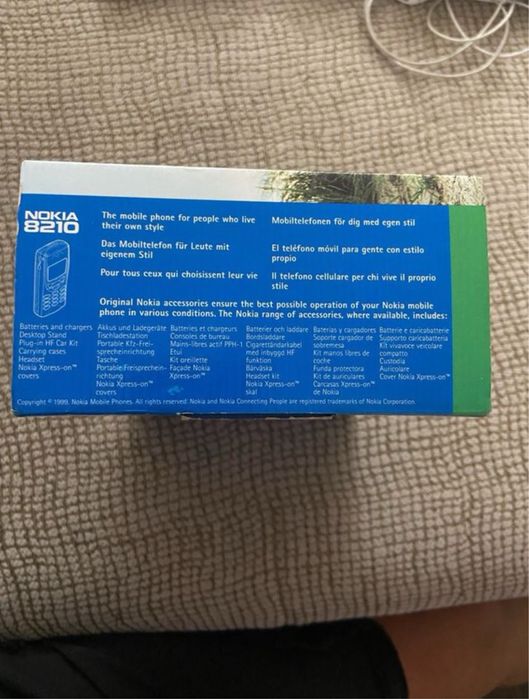 NOKIA
8210
The mobile phone for people who live
their own style
Das Mobiltelefon für Leute mit
eigenem Stil
Pour tous ceux qui choisissent leur vie
Mobiltelefonen för dig med egen stil
El teléfono móvil para gente con estilo
propio
Il telefono cellulare per chi vive il proprio
stile
Original Nokia accessories ensure the best possible operation of your Nokia mobile
phone in various conditions. The Nokia range of accessories, where available, includes:
Batteries and chargers
Desktop Stand
Plug-in HF Car Kit
Carrying cases
Headset
Nokia Xpress-on™
covers
Akkus und Ladegeräte
Tischladestation
Portable Kfz-Frei-
sprecheinrichtung
Tasche
Portable Freisprechein-
richtung
Nokia Xpress-on™
covers
Batteries et chargeurs
Consoles de bureau
Mains-libres actif PPH-1
Etui
Kit oreillette
Façade Nokia
Xpress-on™
Batterier och laddare
Bordsladdare
Cigarettändarkabel
med inbyggd HF
funktion
Bärväska
Headset kit
Nokia Xpress-on™
skal
Baterías y cargadores
Soporte cargador de
sobremesa
Kit manos libres de
coche
Funda protectora
Kit de auriculares
Carcasas Xpress-on™
de Nokia
Batterie e caricabatterie
Supporto caricabatteria
Kit vivavoce veicolare
compatto
Custodia
Auricolare
Cover Nokia Xpress-on™
Copyright © 1999. Nokia Mobile Phones. All rights reserved. Nokia and Nokia Connecting People are registered trademarks of Nokia Corporation.